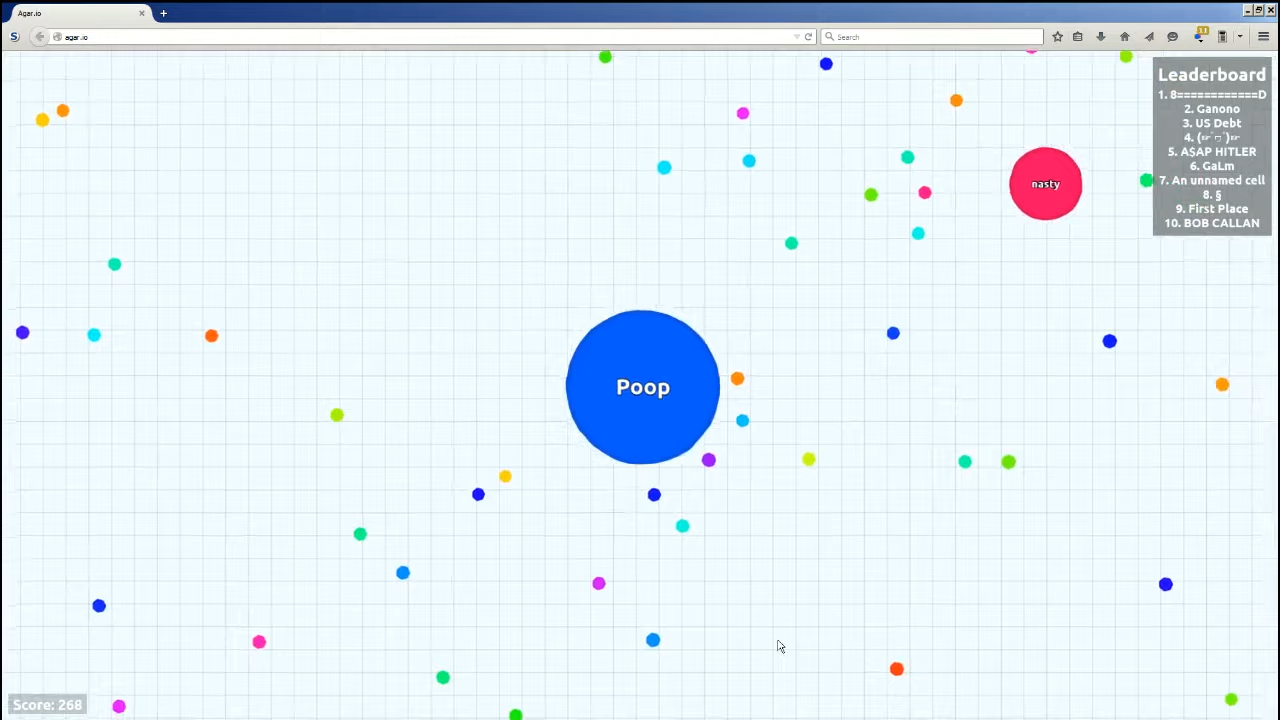 Agar.io
agar.io
Search
11
Leaderboard
1. 8============D
2. Ganono
3. US Debt
5. A$AP HITLER
6. GaLm
7. An unnamed cell
8. §
9. First Place
10. BOB CALLAN
nasty
Poop
Score: 268